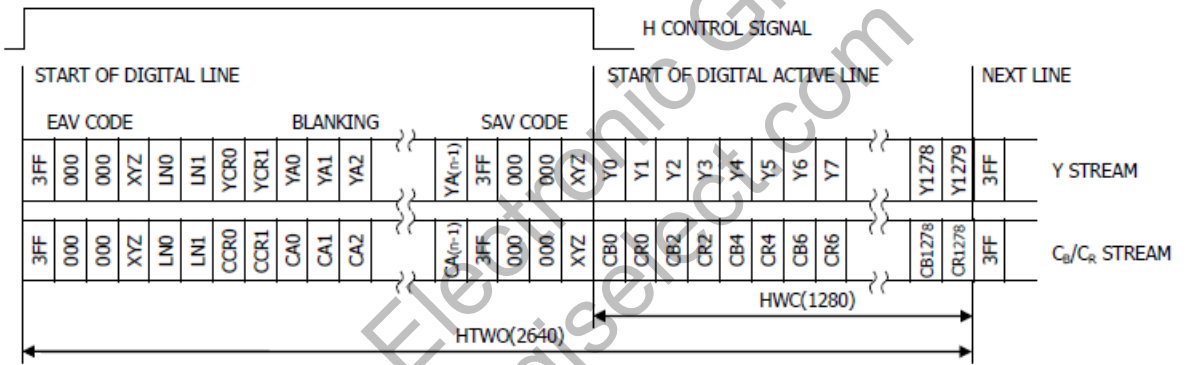 H CONTROL SIGNAL
START OF DIGITAL LINE START OF DIGITAL ACTIVE LINE NEXT LINE
EAV CODE BLANKING SAV CODE
3FF 000 000 XYZ LN0 LN1 YCR0 YCR1 YA0 YA1 YA2 YA(n-1) 3FF 000 000 XYZ Y0 Y1 Y2 Y3 Y4 Y5 Y6 Y7 Y1278 Y1279 3FF Y STREAM
3FF 000 000 XYZ LN0 LN1 CCR0 CCR1 CA0 CA1 CA2 CA(n-1) 3FF 000 000 XYZ CB0 CR0 CB2 CR2 CB4 CR4 CB6 CR6 CB1278 CR1278 3FF CB/CR STREAM
HWC(1280)
HTWO(2640)
Electronic